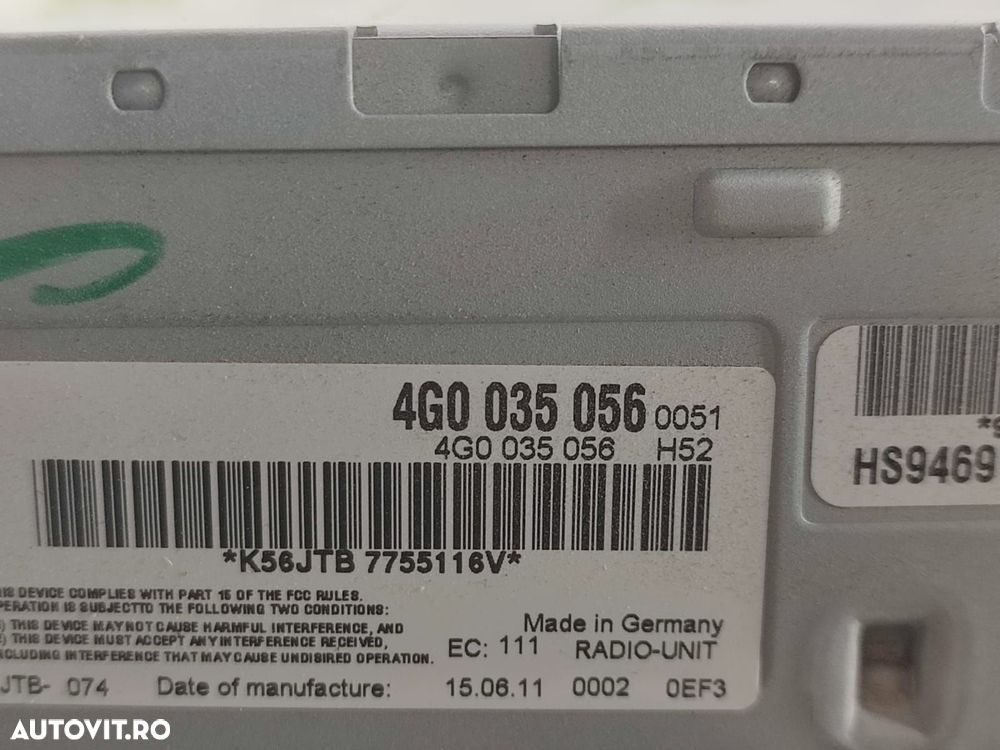 4G0 035 056 0051
4G0 035 056 H52
*K56JTB 7755116V*
HS9469
DEVICE COMPLIES WITH PART 15 OF THE FCC RULES.
IS SUBJECTTO THE FOLLOWING TWO CONDITIONS:
THIS DEVICE MAY NOT CAUSE HARMFUL INTERFERENCE, AND
THIS DEVICE MUST ACCEPT ANY INTERFERENCE RECEIVED,
INTERFERENCE THAT MAY CAUSE UNDISIRED OPERATION.
Made in Germany
EC: 111 RADIO-UNIT
JTB- 074 Date of manufacture: 15.06.11 0002 0EF3
AUTOVIT.RO